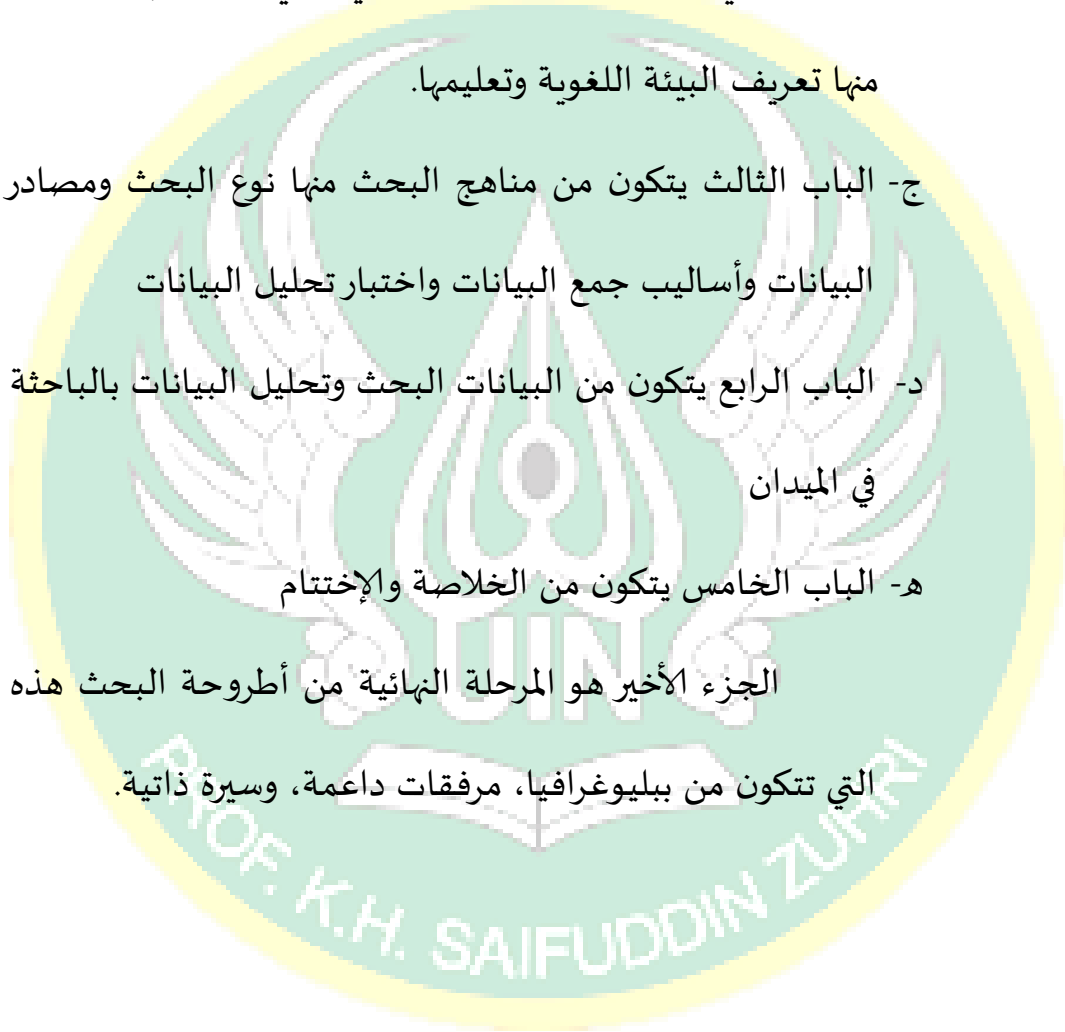 منها تعريف البيئة اللغوية وتعليمها.
ج- الباب الثالث يتكون من مناهج البحث منها نوع البحث ومصادر
البيانات وأساليب جمع البيانات واختبار تحليل البيانات
د- الباب الرابع يتكون من البيانات البحث وتحليل البيانات بالباحثة
في الميدان
ه- الباب الخامس يتكون من الخلاصة والإختتام
الجزء الأخير هو المرحلة النهائية من أطروحة البحث هذه
التي تتكون من ببليوغرافيا، مرفقات داعمة، وسيرة ذاتية.
UIN
PROF. K.H. SAIFUDDIN ZUHRI